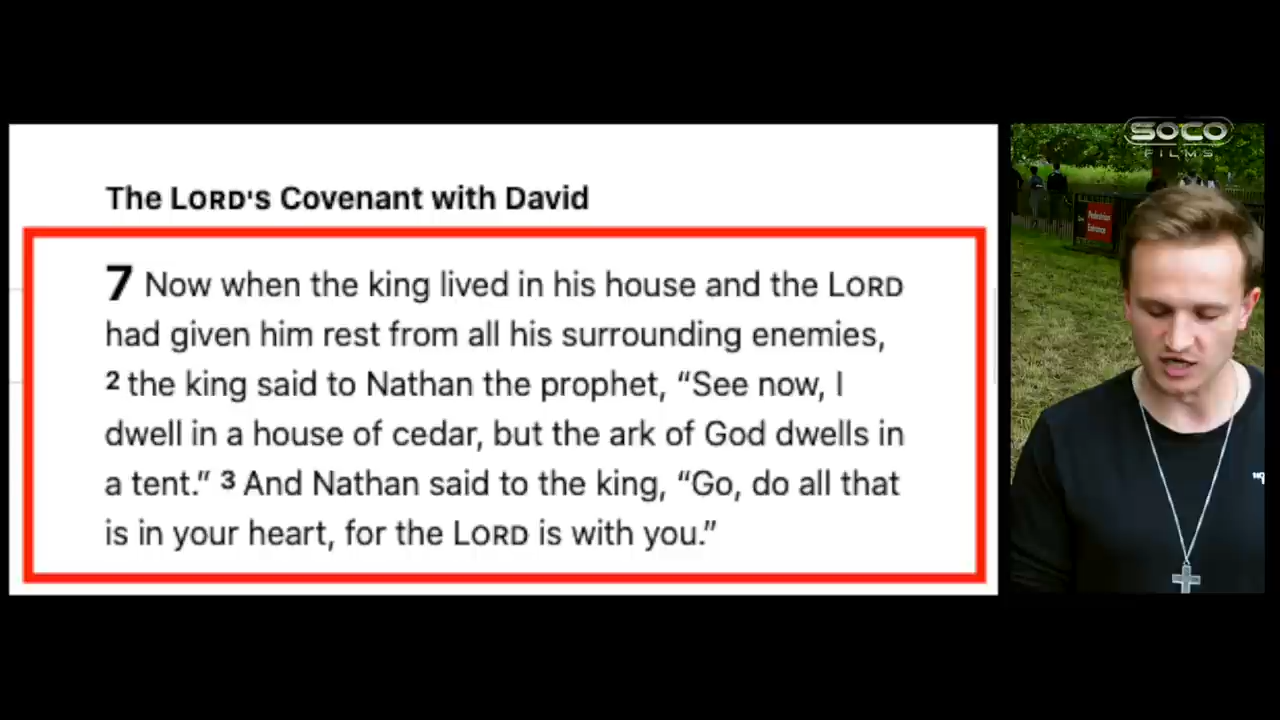 The LORD's Covenant with David
7 Now when the king lived in his house and the LORD
had given him rest from all his surrounding enemies,
2 the king said to Nathan the prophet, “See now, I
dwell in a house of cedar, but the ark of God dwells in
a tent.” 3 And Nathan said to the king, “Go, do all that
is in your heart, for the LORD is with you.”
SOCO
FILMS
Pedestrian
Entrance